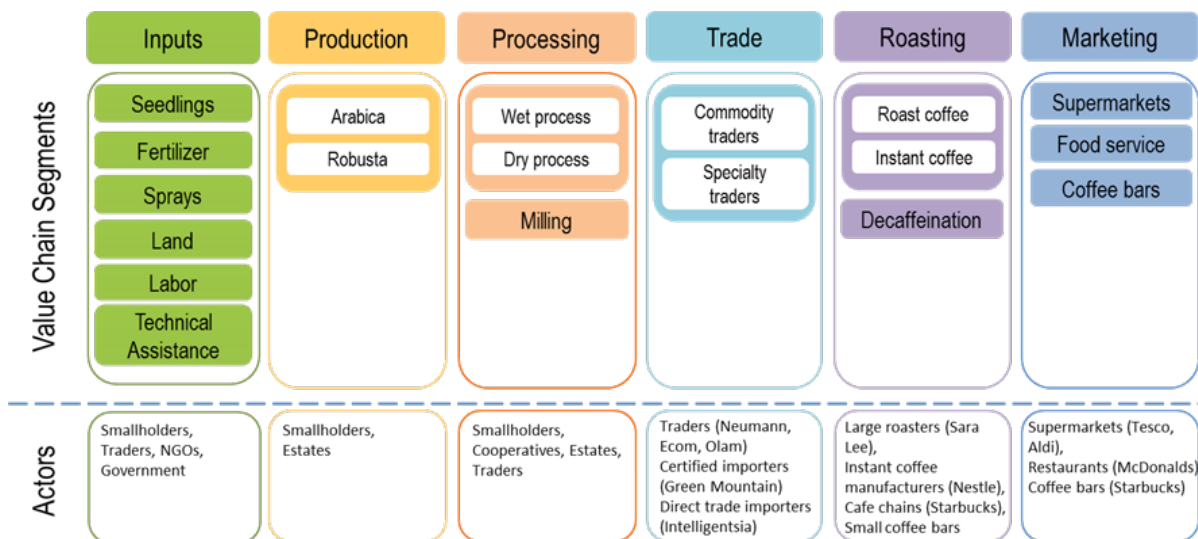 Inputs
Production
Processing
Trade
Roasting
Marketing
Value Chain Segments
Seedlings
Fertilizer
Sprays
Land
Labor
Technical
Assistance
Arabica
Robusta
Wet process
Dry process
Milling
Commodity
traders
Specialty
traders
Roast coffee
Instant coffee
Decaffeination
Supermarkets
Food service
Coffee bars
Actors
Smallholders,
Traders, NGOs,
Government
Smallholders,
Estates
Smallholders,
Cooperatives, Estates,
Traders
Traders (Neumann,
Ecom, Olam)
Certified importers
(Green Mountain)
Direct trade importers
(Intelligentsia)
Large roasters (Sara
Lee),
Instant coffee
manufacturers (Nestle),
Cafe chains (Starbucks),
Small coffee bars
Supermarkets (Tesco,
Aldi),
Restaurants (McDonalds)
Coffee bars (Starbucks)